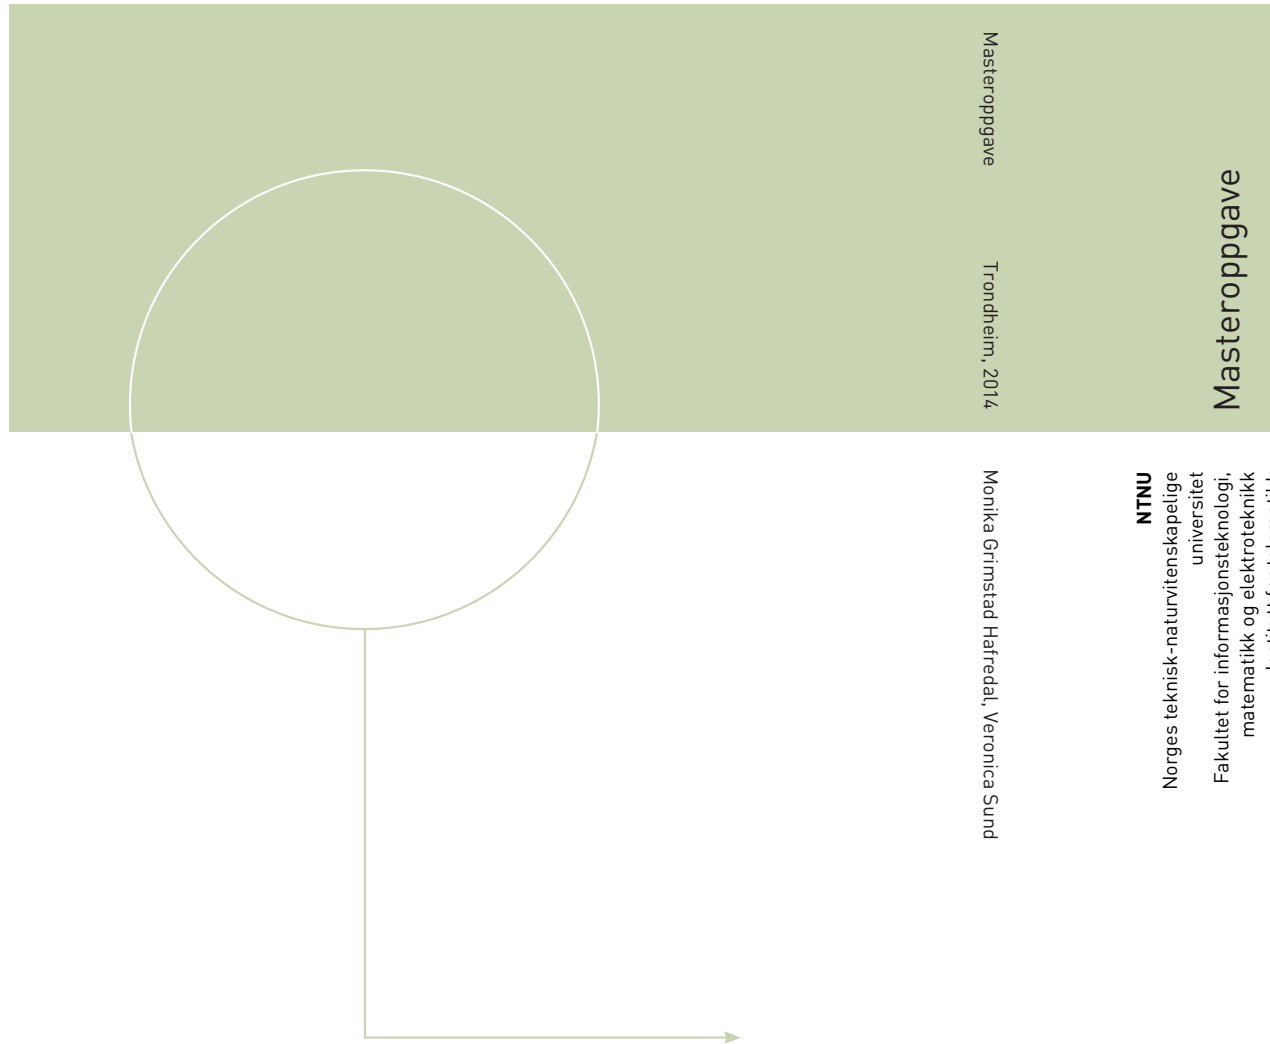 Masteroppgave
Trondheim, 2014
Monika Grimstad Hafredal, Veronica Sund
Masteroppgave
NTNU
Norges teknisk-naturvitenskapelige
universitet
Fakultet for informasjonsteknologi,
matematikk og elektroteknikk